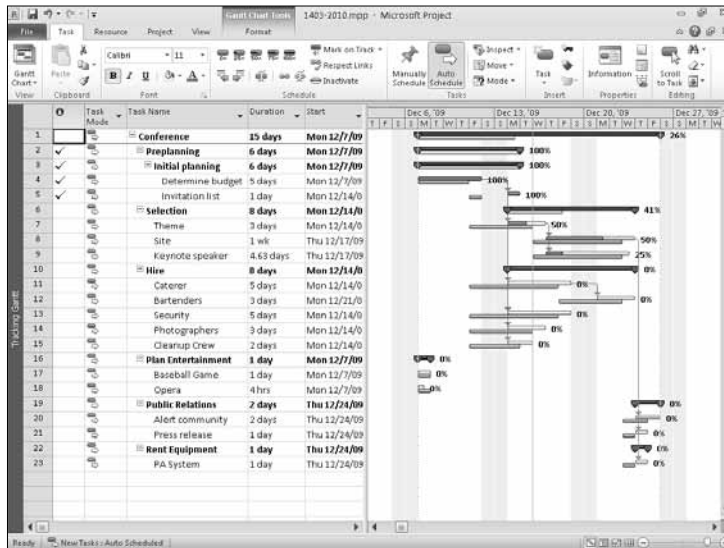 Gantt Chart Tools
1403-2010.mpp - Microsoft Project
File Task Resource Project View Format
Gantt Chart
View
Paste
Clipboard
Calibri 11
B I U A
Font
Mark on Track
Respect Links
Inactivate
Schedule
Manually Schedule
Auto Schedule
Inspect
Move
Mode
Tasks
Task
Insert
Information
Properties
Scroll to Task
Editing
Task Mode Task Name Duration Start
Dec 6, '09 Dec 13, '09 Dec 20, '09 Dec 27, '09
T F S S M T W T F S S M T W T F S S M T W T F S S M T
1 Conference 15 days Mon 12/7/09 26%
2 Preplanning 6 days Mon 12/7/09 100%
3 Initial planning 6 days Mon 12/7/09 100%
4 Determine budget 5 days Mon 12/7/09 100%
5 Invitation list 1 day Mon 12/14/0 100%
6 Selection 8 days Mon 12/14/0 41%
7 Theme 3 days Mon 12/14/0 50%
8 Site 1 wk Thu 12/17/09 50%
9 Keynote speaker 4.63 days Thu 12/17/09 25%
10 Hire 8 days Mon 12/14/0 0%
11 Caterer 5 days Mon 12/14/0 0%
12 Bartenders 3 days Mon 12/21/0 0%
13 Security 5 days Mon 12/14/0 0%
14 Photographers 3 days Mon 12/14/0 0%
15 Cleanup Crew 2 days Mon 12/14/0 0%
16 Plan Entertainment 1 day Mon 12/7/09 0%
17 Baseball Game 1 day Mon 12/7/09 0%
18 Opera 4 hrs Mon 12/7/09 0%
19 Public Relations 2 days Thu 12/24/09 0%
20 Alert community 2 days Thu 12/24/09 0%
21 Press release 1 day Thu 12/24/09 0%
22 Rent Equipment 1 day Thu 12/24/09 0%
23 PA System 1 day Thu 12/24/09 0%
Tracking Gantt
Ready New Tasks : Auto Scheduled